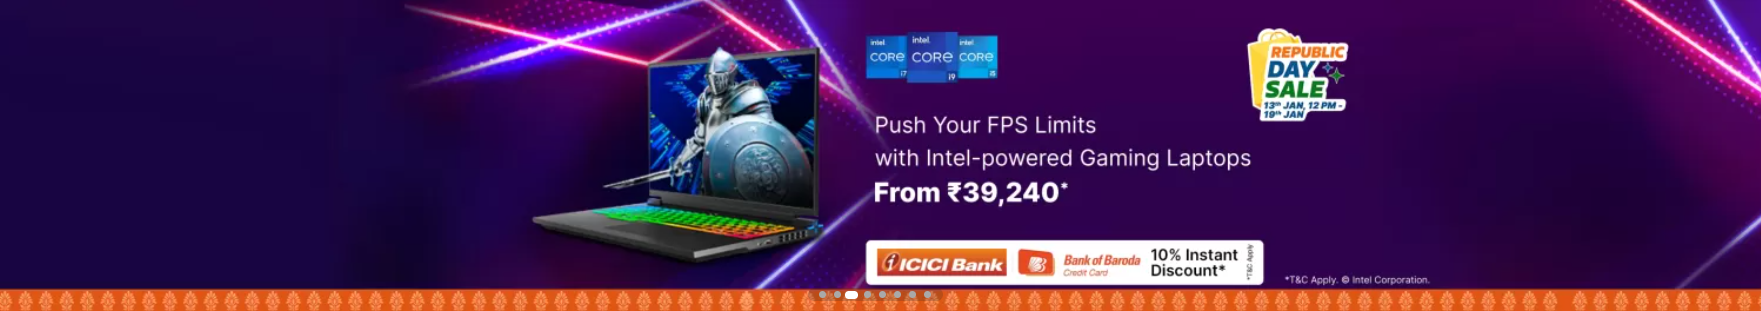 intel.
CORE
i7
intel.
CORE
i9
intel.
CORE
i5
REPUBLIC
DAY
SALE
13th JAN, 12 PM -
19th JAN
Push Your FPS Limits
with Intel-powered Gaming Laptops
From ₹39,240*
ICICI Bank
Bank of Baroda
Credit Card
10% Instant
Discount*
*T&C Apply
*T&C Apply. © Intel Corporation.